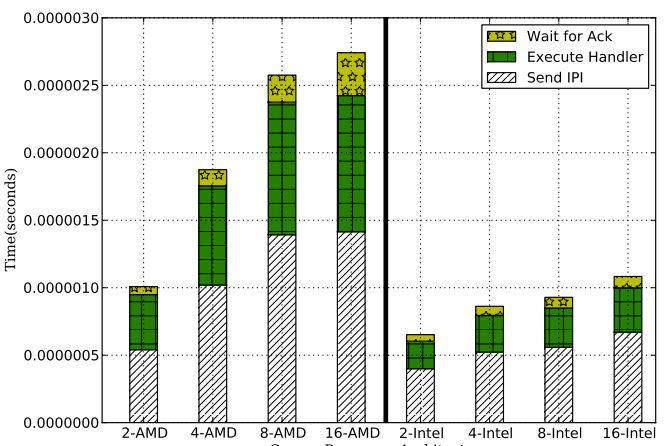 0.0000030
0.0000025
0.0000020
0.0000015
0.0000010
0.0000005
0.0000000
Time(seconds)
Wait for Ack
Execute Handler
Send IPI
2-AMD 4-AMD 8-AMD 16-AMD 2-Intel 4-Intel 8-Intel 16-Intel